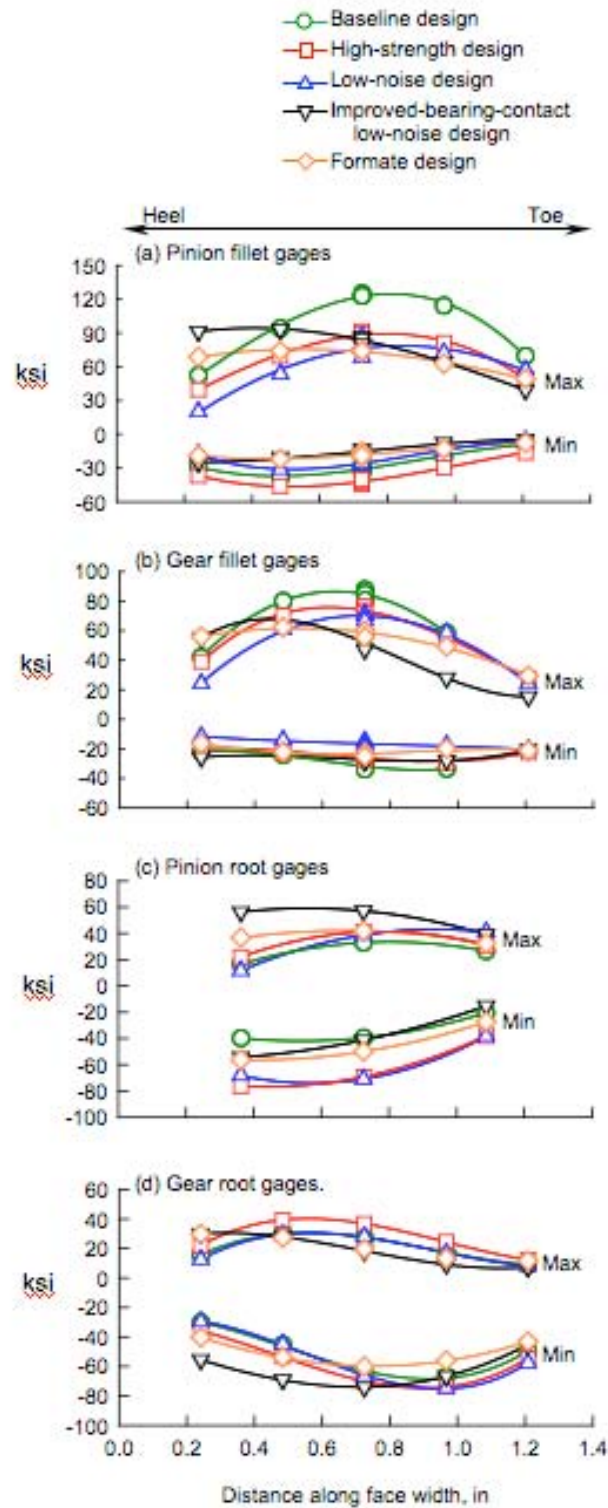 Baseline design
High-strength design
Low-noise design
Improved-bearing-contact
low-noise design
Formate design
Heel Toe
(a) Pinion fillet gages
150
120
90
60
30
0
-30
-60
ksi
Max
Min
(b) Gear fillet gages
100
80
60
40
20
0
-20
-40
-60
ksi
Max
Min
(c) Pinion root gages
80
60
40
20
0
-20
-40
-60
-80
-100
ksi
Max
Min
(d) Gear root gages.
60
40
20
0
-20
-40
-60
-80
-100
ksi
Max
Min
0.0 0.2 0.4 0.6 0.8 1.0 1.2 1.4
Distance along face width, in